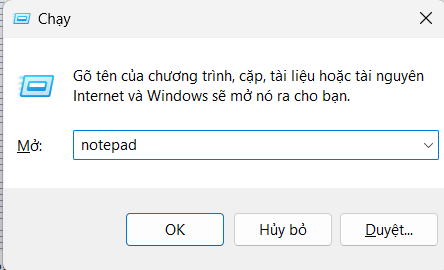 Chạy
Gõ tên của chương trình, cặp, tài liệu hoặc tài nguyên
Internet và Windows sẽ mở nó ra cho bạn.
Mở: notepad
OK Hủy bỏ Duyệt...